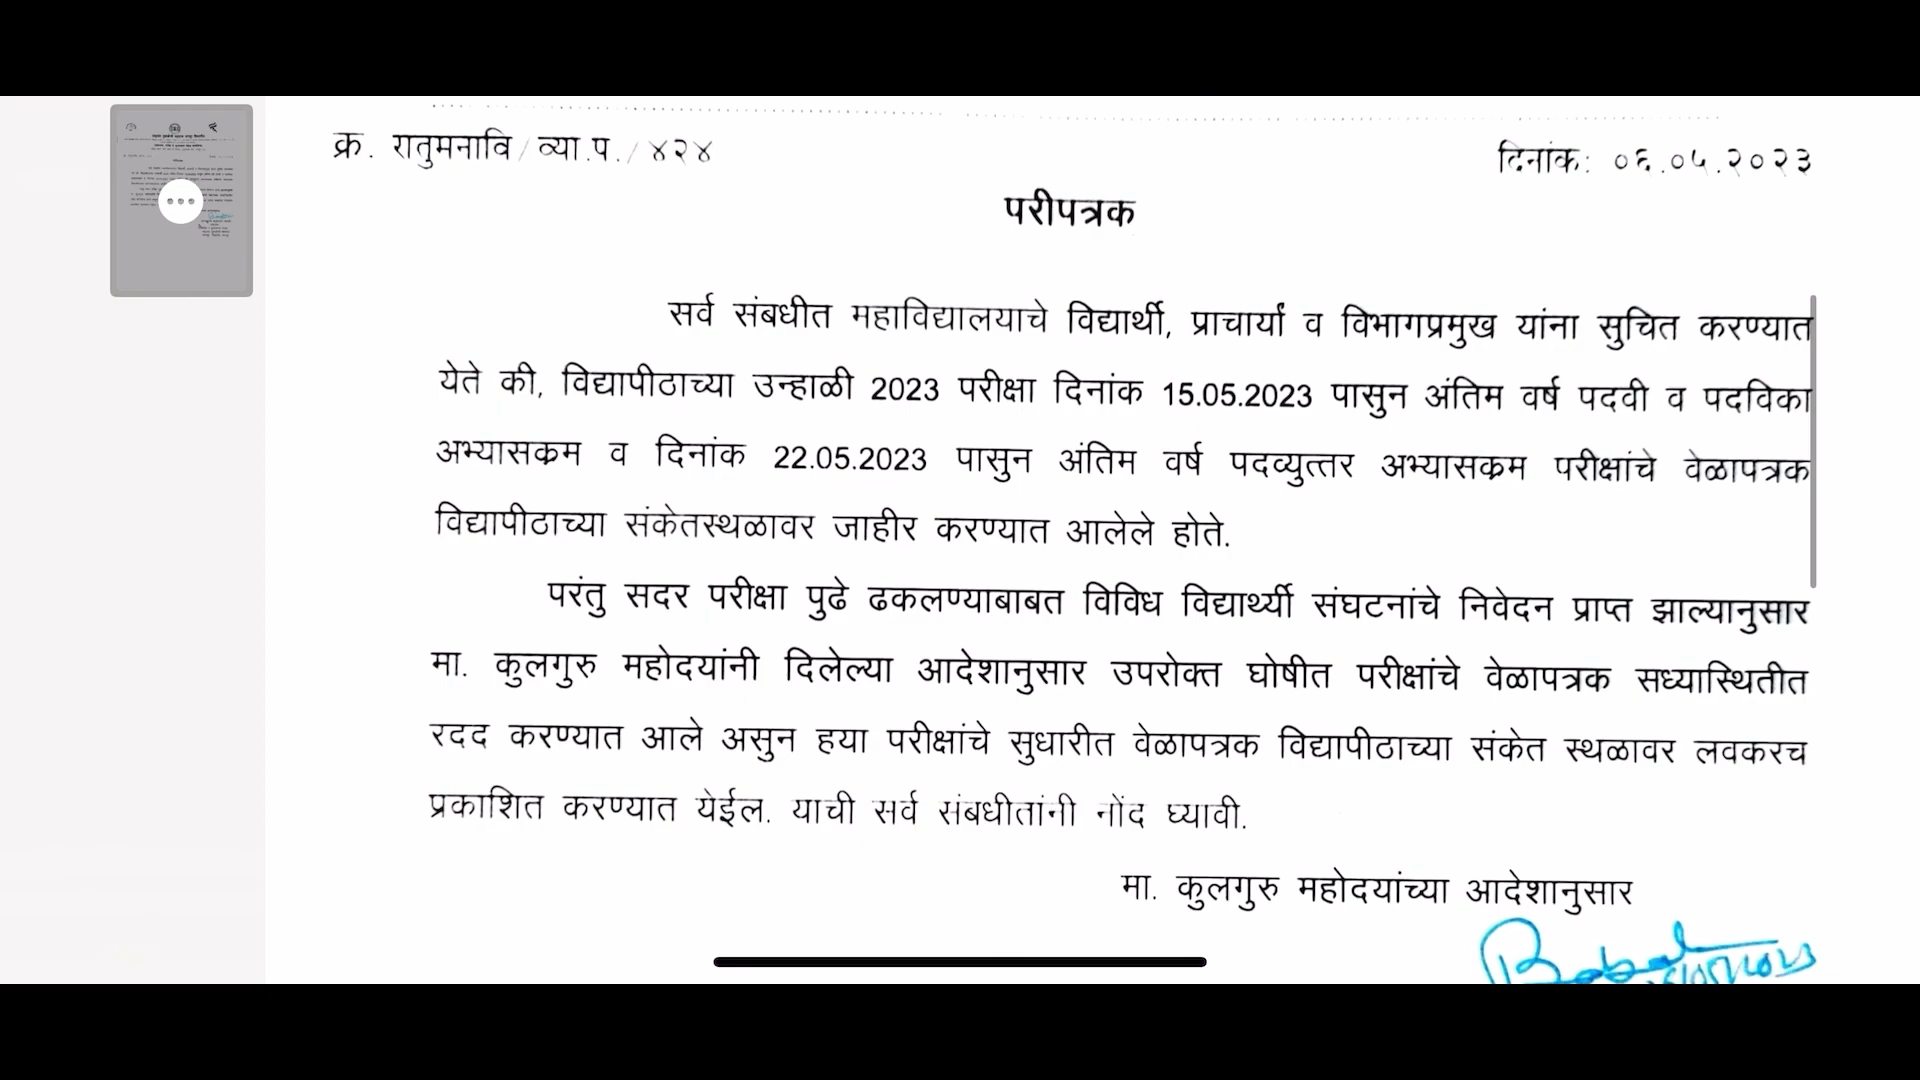 क्र. रातुमनावि/व्या.प./४२४
दिनांक: ०६.०५.२०२३
परीपत्रक
सर्व संबधीत महाविद्यालयाचे विद्यार्थी, प्राचार्यां व विभागप्रमुख यांना सुचित करण्यात
येते की, विद्यापीठाच्या उन्हाळी 2023 परीक्षा दिनांक 15.05.2023 पासुन अंतिम वर्ष पदवी व पदविका
अभ्यासक्रम व दिनांक 22.05.2023 पासुन अंतिम वर्ष पदव्युत्तर अभ्यासक्रम परीक्षांचे वेळापत्रक
विद्यापीठाच्या संकेतस्थळावर जाहीर करण्यात आलेले होते.
परंतु सदर परीक्षा पुढे ढकलण्याबाबत विविध विद्यार्थ्यी संघटनांचे निवेदन प्राप्त झाल्यानुसार
मा. कुलगुरु महोदयांनी दिलेल्या आदेशानुसार उपरोक्त घोषीत परीक्षांचे वेळापत्रक सध्यास्थितीत
रदद करण्यात आले असुन हया परीक्षांचे सुधारीत वेळापत्रक विद्यापीठाच्या संकेत स्थळावर लवकरच
प्रकाशित करण्यात येईल. याची सर्व संबधीतांनी नोंद घ्यावी.
मा. कुलगुरु महोदयांच्या आदेशानुसार